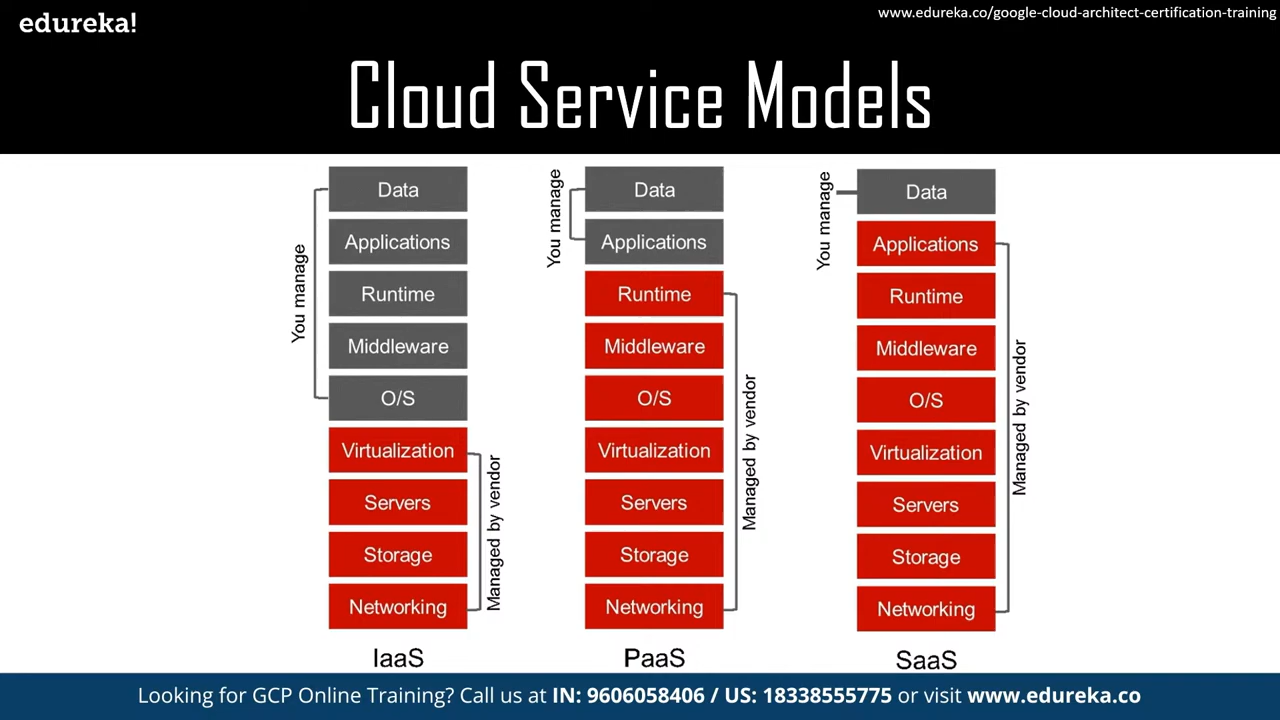 edureka!
www.edureka.co/google-cloud-architect-certification-training
Cloud Service Models
You manage
Data
Applications
Runtime
Middleware
O/S
Virtualization
Servers
Storage
Networking
Managed by vendor
IaaS
You manage
Data
Applications
Runtime
Middleware
O/S
Virtualization
Servers
Storage
Networking
Managed by vendor
PaaS
You manage
Data
Applications
Runtime
Middleware
O/S
Virtualization
Servers
Storage
Networking
Managed by vendor
SaaS
Looking for GCP Online Training? Call us at IN: 9606058406 / US: 18338555775 or visit www.edureka.co